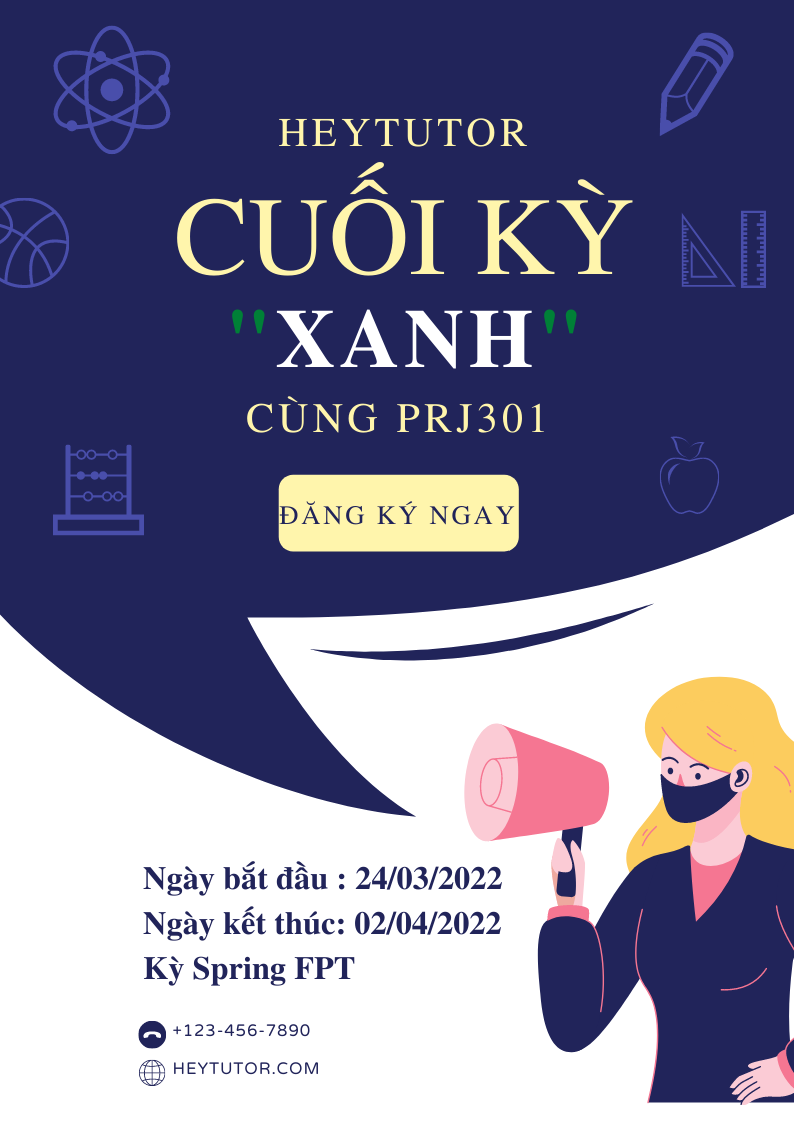 HEYTUTOR
CUỐI KỲ
"XANH"
CÙNG PRJ301
ĐĂNG KÝ NGAY
Ngày bắt đầu : 24/03/2022
Ngày kết thúc: 02/04/2022
Kỳ Spring FPT
+123-456-7890
HEYTUTOR.COM